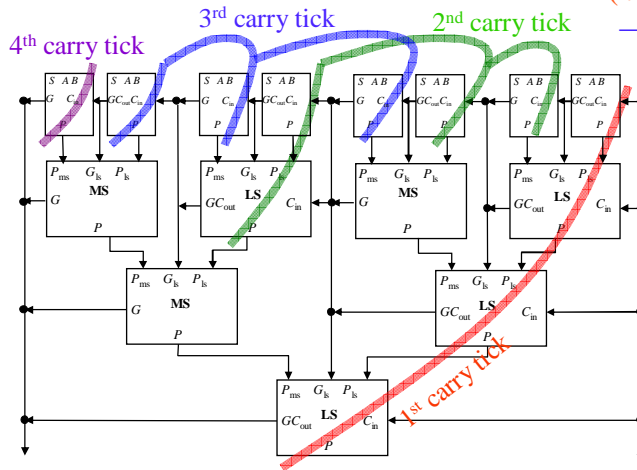 4th carry tick
3rd carry tick
2nd carry tick
(
S A B
S A B
S A B
S A B
S A B
S A B
S A B
S A B
G Cin
GCout Cin
G Cin
GCout Cin
G Cin
GCout Cin
G Cin
GCout Cin
P P P P P P P P
Pms Gls Pls
MS
G
P
Pms Gls Pls
LS
GCout Cin
P
Pms Gls Pls
MS
G
P
Pms Gls Pls
LS
GCout Cin
P
Pms Gls Pls
MS
G
P
Pms Gls Pls
LS
GCout Cin
P
Pms Gls Pls
LS
GCout Cin
P
1st carry tick